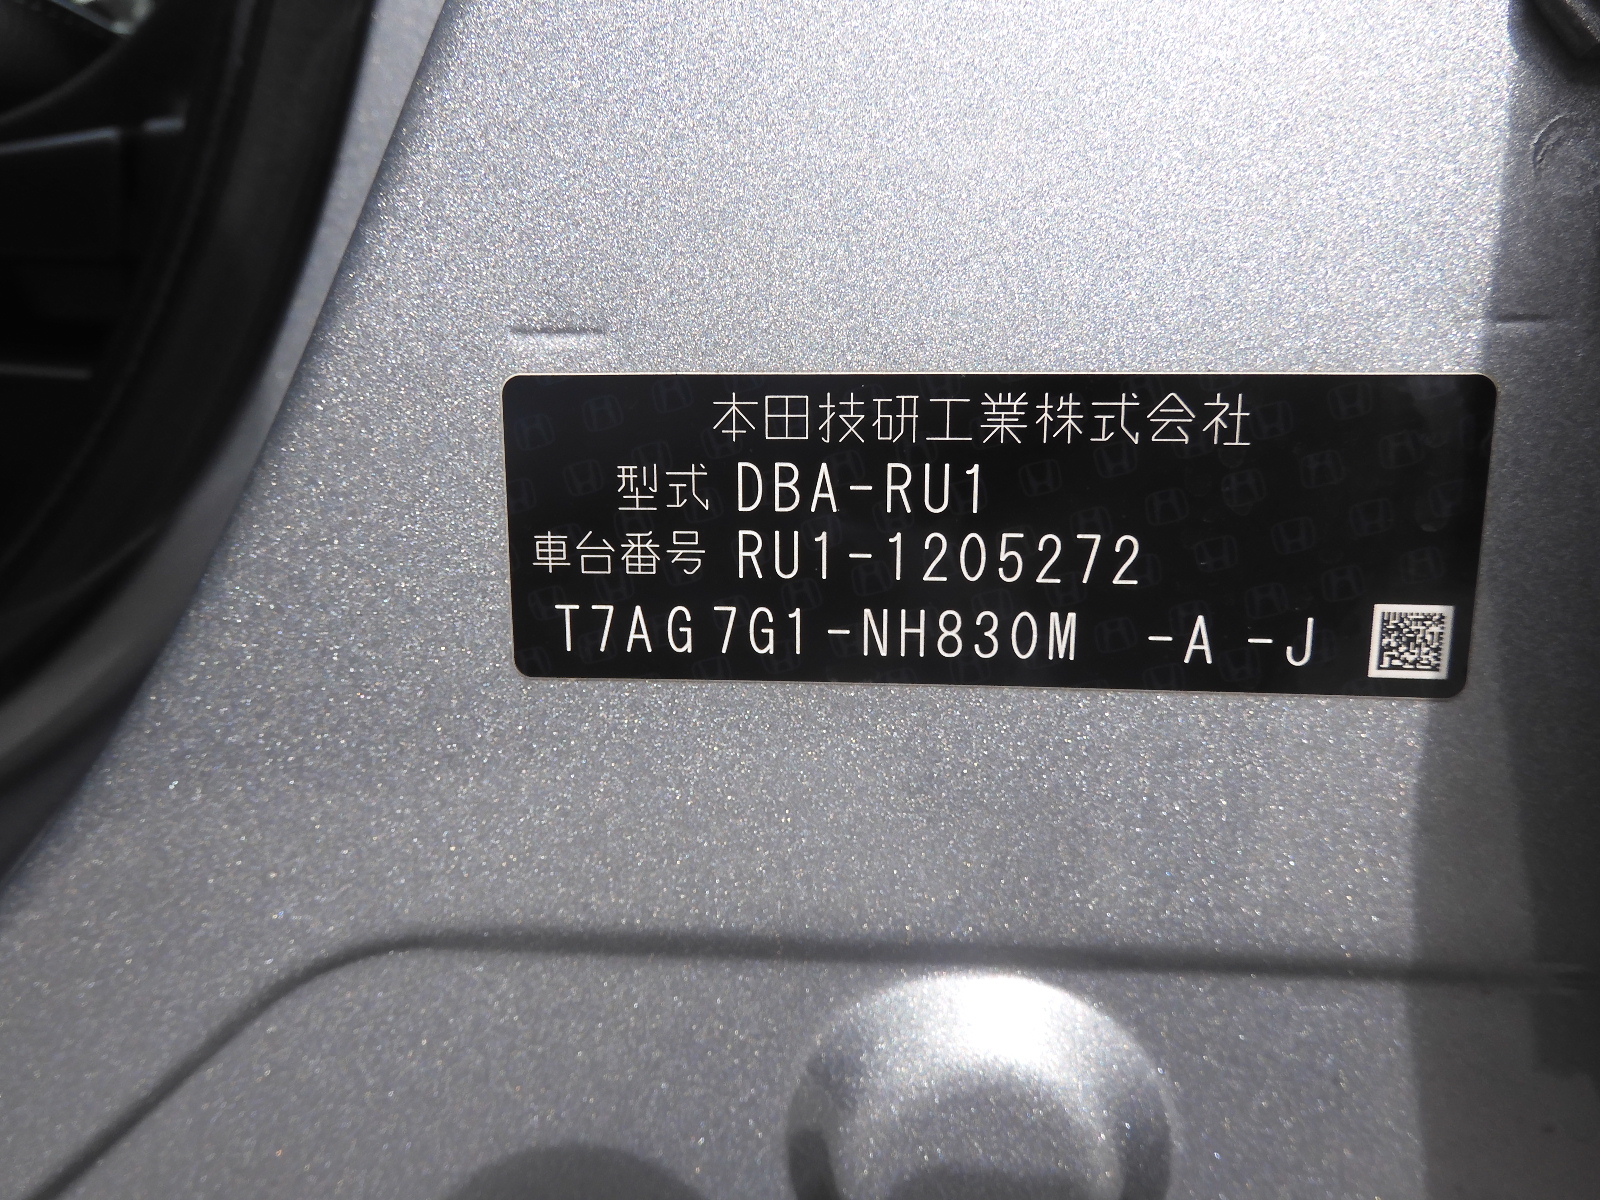 本田技研工業株式会社
型式 DBA-RU1
車台番号 RU1-1205272
T7AG7G1-NH830M -A -J